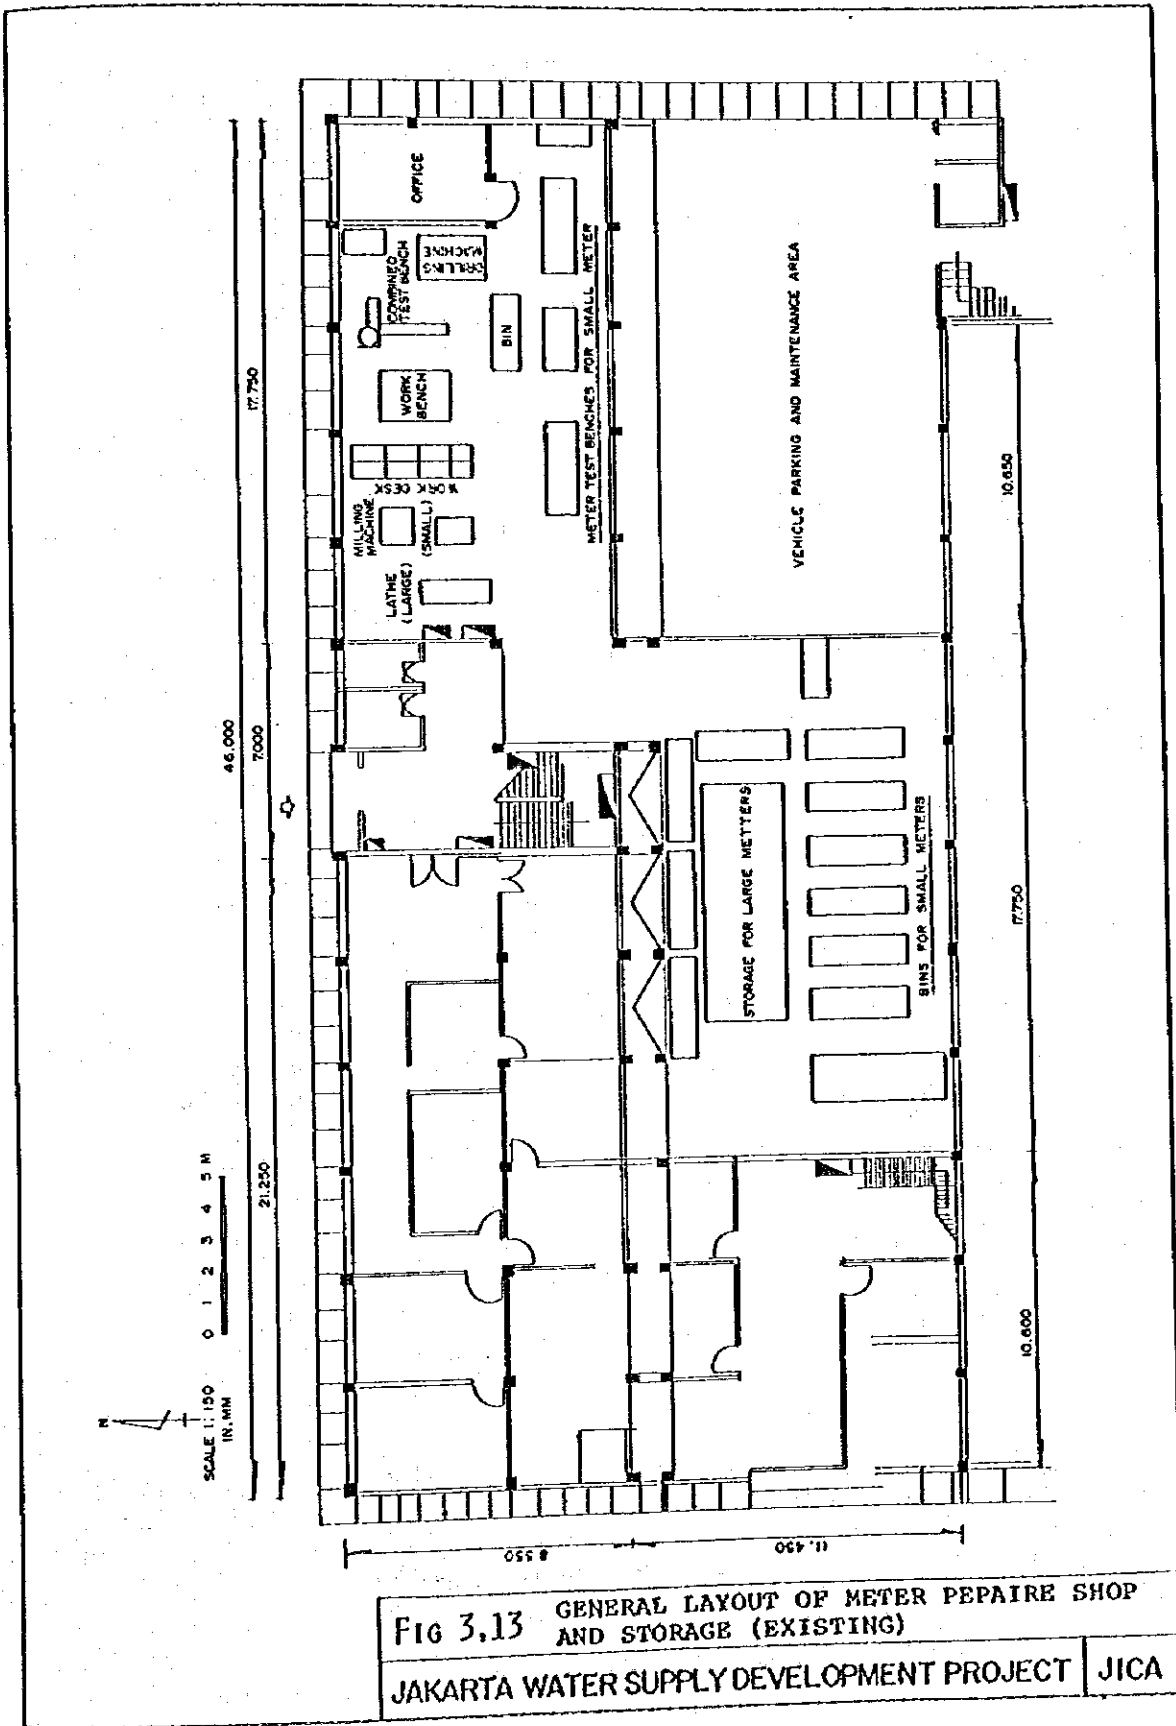 OFFICE
COMBINED
TEST BENCH
DRILLING
MACHINE
BIN
WORK
BENCH
WORK DESK
MILLING
MACHINE
(SMALL)
LATHE
(LARGE)
METER TEST BENCHES FOR SMALL METER
VEHICLE PARKING AND MAINTENANCE AREA
STORAGE FOR LARGE METTERS
BINS FOR SMALL METERS
46.000
17.750
7.000
21.250
10.650
17.750
10.600
8.550
11.450
N
SCALE 1:150
IN.MM
0 1 2 3 4 5 M
FIG 3.13 GENERAL LAYOUT OF METER PEPAIRE SHOP
AND STORAGE (EXISTING)
JAKARTA WATER SUPPLY DEVELOPMENT PROJECT JICA